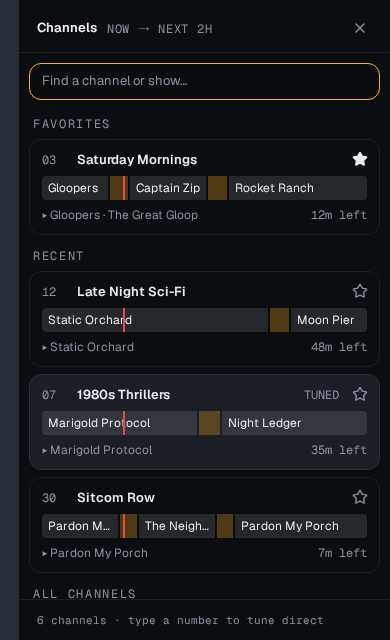 Channels NOW → NEXT 2H
Find a channel or show…
FAVORITES
03 Saturday Mornings
Gloopers Captain Zip Rocket Ranch
▸ Gloopers · The Great Gloop 12m left
RECENT
12 Late Night Sci-Fi
Static Orchard Moon Pier
▸ Static Orchard 48m left
07 1980s Thrillers TUNED
Marigold Protocol Night Ledger
▸ Marigold Protocol 35m left
30 Sitcom Row
Pardon M… The Neigh… Pardon My Porch
▸ Pardon My Porch 7m left
ALL CHANNELS
6 channels · type a number to tune direct